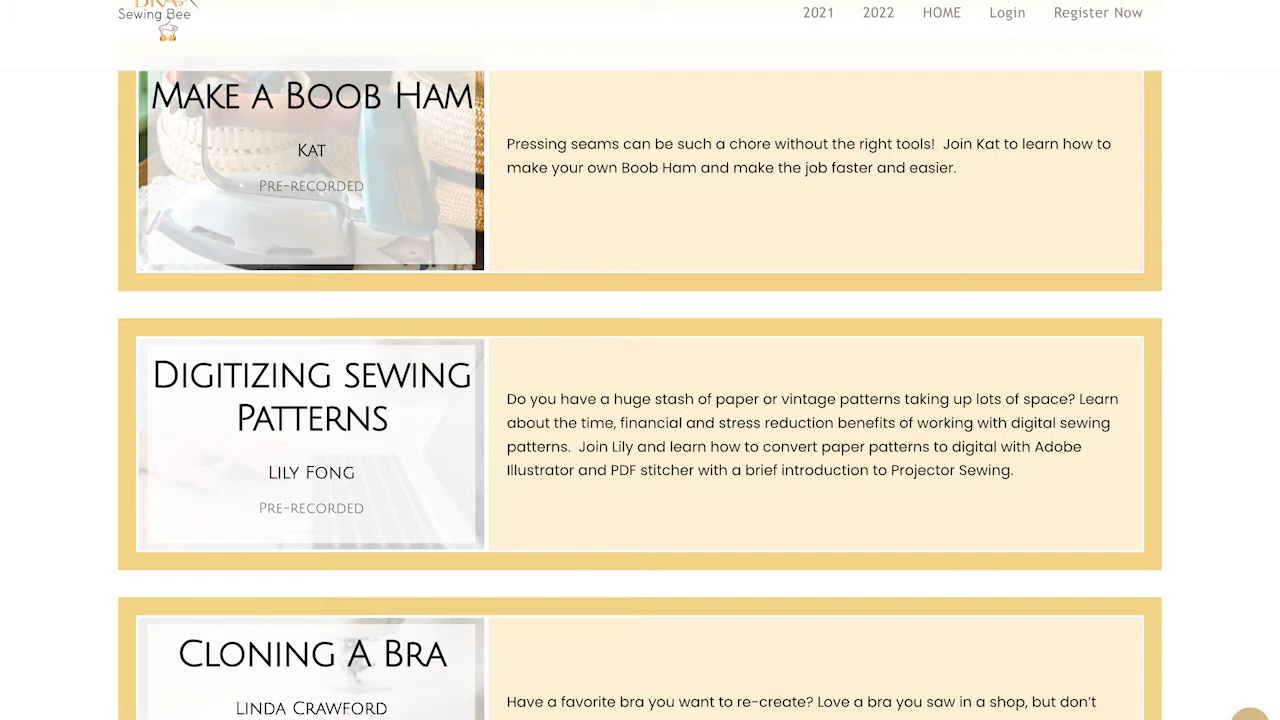 BRA
Sewing Bee
2021 2022 HOME Login Register Now
Make a Boob Ham
Kat
Pre-recorded
Pressing seams can be such a chore without the right tools! Join Kat to learn how to
make your own Boob Ham and make the job faster and easier.
Digitizing sewing
Patterns
Lily Fong
Pre-recorded
Do you have a huge stash of paper or vintage patterns taking up lots of space? Learn
about the time, financial and stress reduction benefits of working with digital sewing
patterns. Join Lily and learn how to convert paper patterns to digital with Adobe
Illustrator and PDF stitcher with a brief introduction to Projector Sewing.
Cloning A Bra
Linda Crawford
Have a favorite bra you want to re-create? Love a bra you saw in a shop, but don't